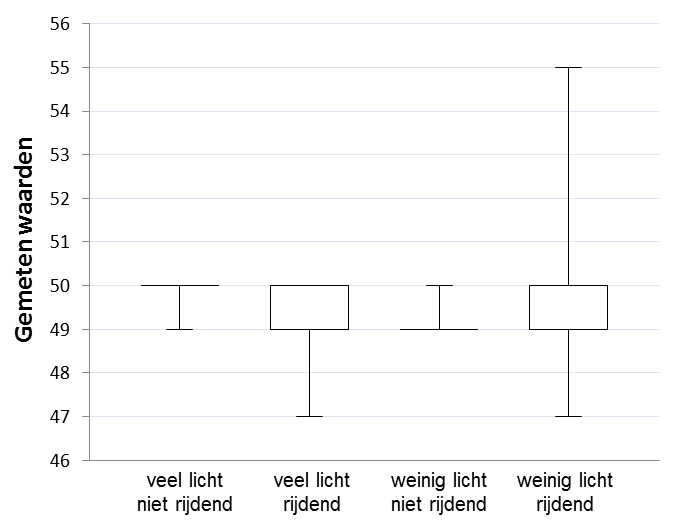 56
55
54
53
52
51
50
49
48
47
46
Gemeten waarden
veel licht
niet rijdend
veel licht
rijdend
weinig licht
niet rijdend
weinig licht
rijdend